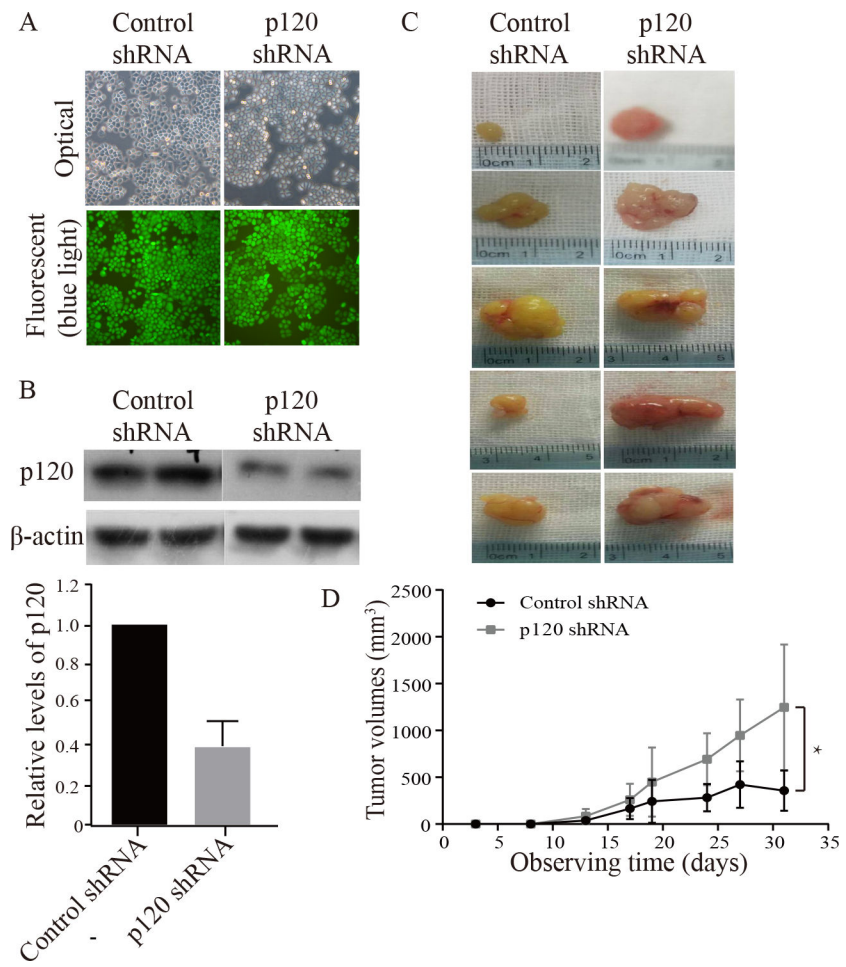 A
Control
shRNA
p120
shRNA
Optical
Fluorescent
(blue light)
B
Control
shRNA
p120
shRNA
p120
β-actin
Relative levels of p120
1.2
1.0
0.8
0.6
0.4
0.2
0
Control shRNA
-
p120 shRNA
C
Control
shRNA
p120
shRNA
0cm 1 2
0cm 1 2
0cm 1 2
0cm 1 2
0cm 1 2
3 4 5
3 4 5
0cm 1 2
0cm 1 2
3 4 5
D
Control shRNA
p120 shRNA
Tumor volumes (mm³)
2500
2000
1500
1000
500
0
*
0 5 10 15 20 25 30 35
Observing time (days)